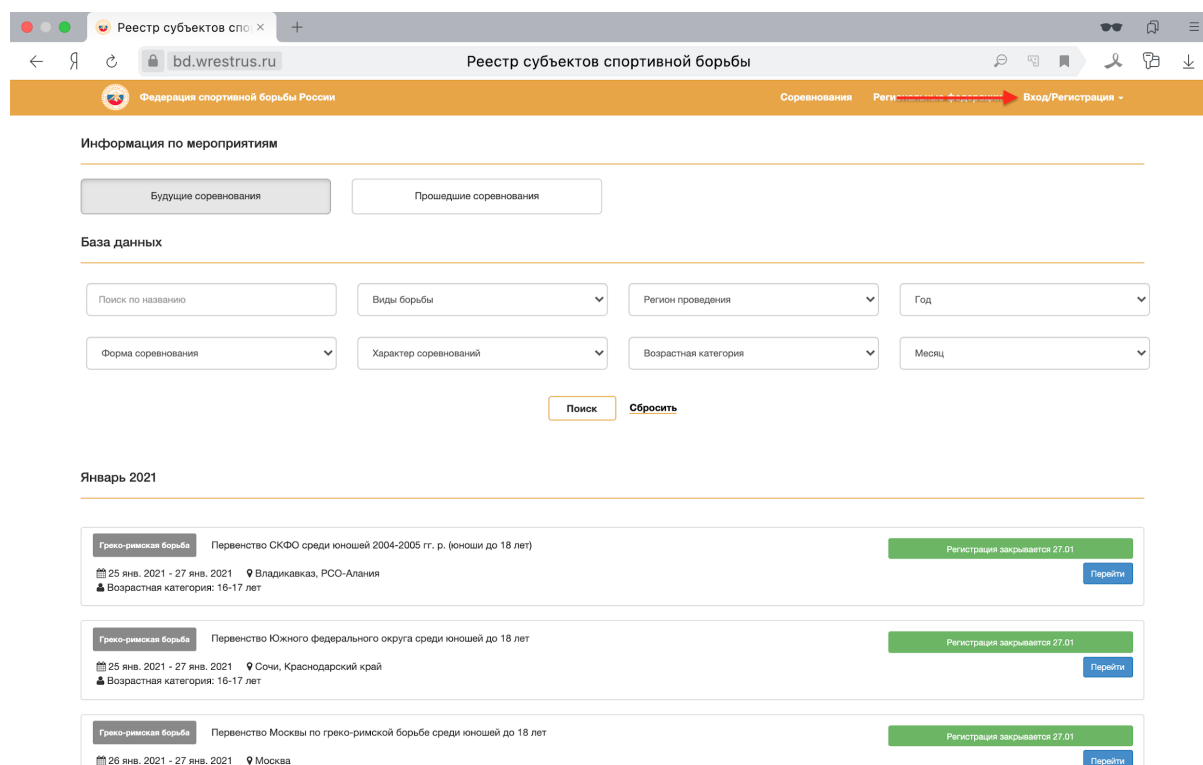 Реестр субъектов спо
Я bd.wrestrus.ru Реестр субъектов спортивной борьбы
Федерация спортивной борьбы России Соревнования Вход/Регистрация
Информация по мероприятиям
Будущие соревнования Прошедшие соревнования
База данных
Поиск по названию Виды борьбы Регион проведения Год
Форма соревнования Характер соревнований Возрастная категория Месяц
Поиск Сбросить
Январь 2021
Греко-римская борьба Первенство СКФО среди юношей 2004-2005 гг. р. (юноши до 18 лет) Регистрация закрывается 27.01
25 янв. 2021 - 27 янв. 2021 Владикавказ, РСО-Алания Перейти
Возрастная категория: 16-17 лет
Греко-римская борьба Первенство Южного федерального округа среди юношей до 18 лет Регистрация закрывается 27.01
25 янв. 2021 - 27 янв. 2021 Сочи, Краснодарский край Перейти
Возрастная категория: 16-17 лет
Греко-римская борьба Первенство Москвы по греко-римской борьбе среди юношей до 18 лет Регистрация закрывается 27.01
26 янв. 2021 - 27 янв. 2021 Москва Перейти